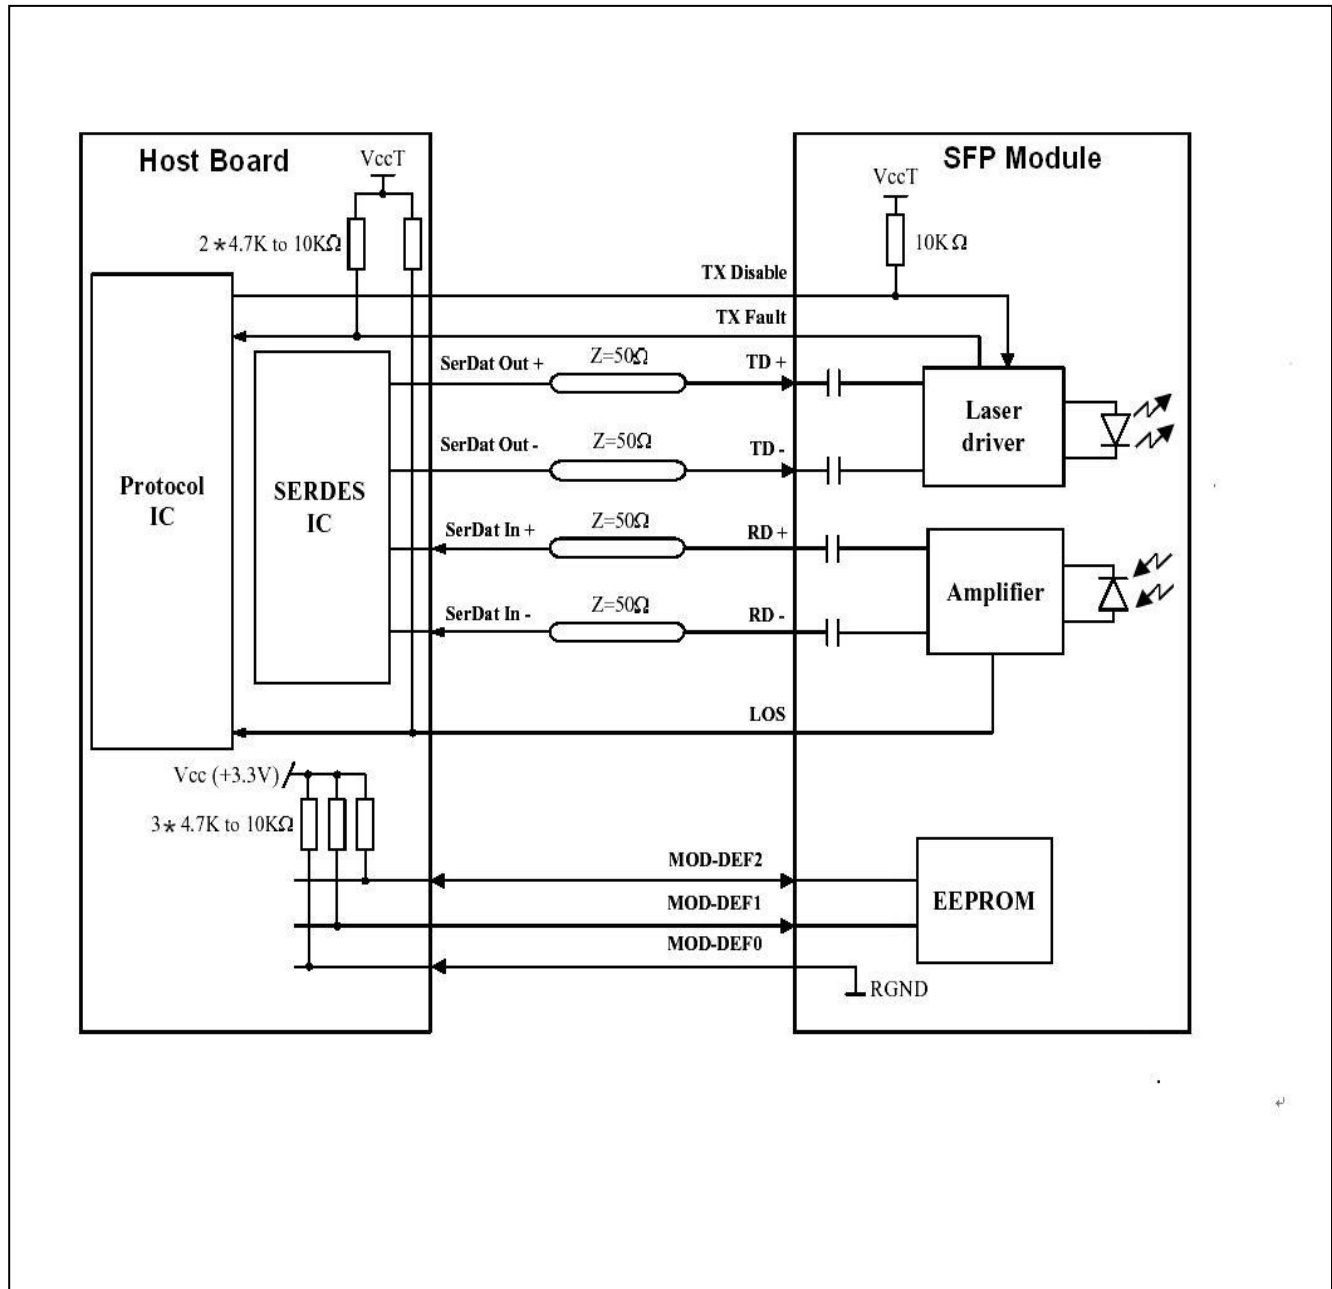 Host Board
VccT
2*4.7K to 10KΩ
SFP Module
VccT
10KΩ
TX Disable
TX Fault
SerDat Out +
Z=50Ω
TD +
SerDat Out -
Z=50Ω
TD -
SerDat In +
Z=50Ω
RD +
SerDat In -
Z=50Ω
RD -
Protocol
IC
SERDES
IC
Laser
driver
Amplifier
LOS
Vcc (+3.3V)
3*4.7K to 10KΩ
MOD-DEF2
MOD-DEF1
MOD-DEF0
EEPROM
RGND